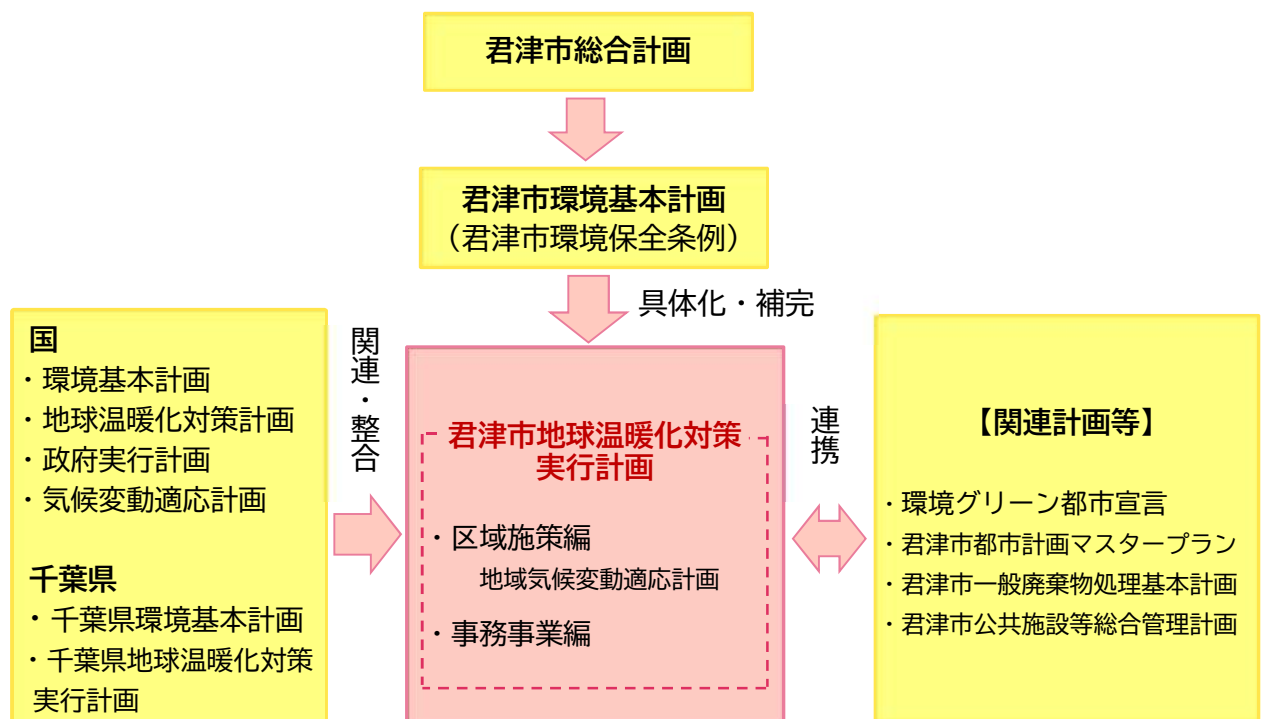 君津市総合計画
君津市環境基本計画
（君津市環境保全条例）
具体化・補完
国
・環境基本計画
・地球温暖化対策計画
・政府実行計画
・気候変動適応計画
千葉県
・千葉県環境基本計画
・千葉県地球温暖化対策
実行計画
関連・整合
君津市地球温暖化対策
実行計画
・区域施策編
地域気候変動適応計画
・事務事業編
連携
【関連計画等】
・環境グリーン都市宣言
・君津市都市計画マスタープラン
・君津市一般廃棄物処理基本計画
・君津市公共施設等総合管理計画